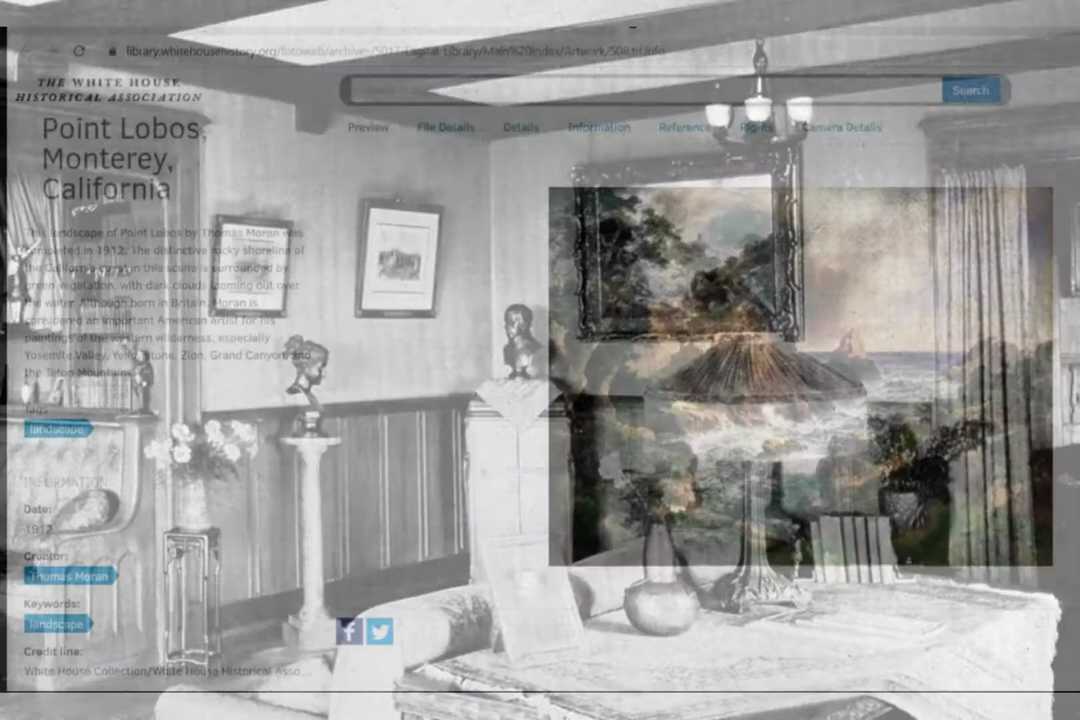 library.whitehousehistory.org/fotoweb/archives/5017-Digital-Library/Main%20Index/Artwork/508.tif.info
THE WHITE HOUSE
HISTORICAL ASSOCIATION
Search
Preview File Details Details Information Reference Rights Camera Details
Point Lobos,
Monterey,
California
This landscape of Point Lobos by Thomas Moran was
completed in 1912. The distinctive rocky shoreline of
the California coast in this scene is surrounded by
green vegetation, with dark clouds looming out over
the water. Although born in Britain, Moran is
considered an important American artist for his
paintings of the western wilderness, especially
Yosemite Valley, Yellowstone, Zion, Grand Canyon and
the Teton Mountains.
Tags
landscape
INFORMATION
Date:
1912
Creator:
Thomas Moran
Keywords:
landscape
Credit line:
White House Collection/White House Historical Asso...